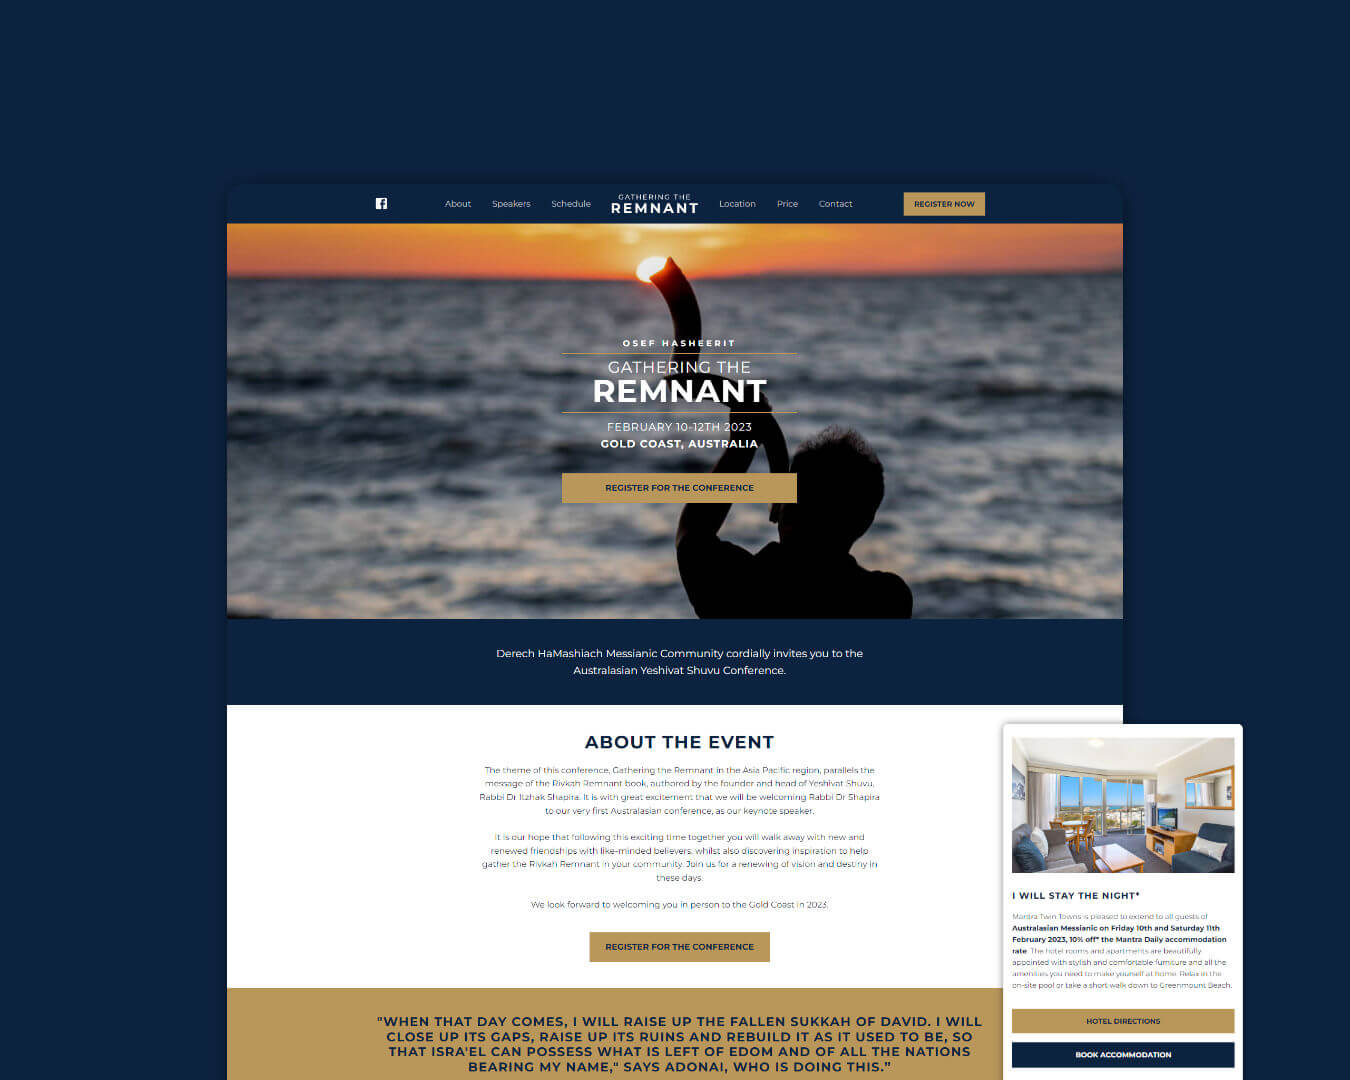 About
Speakers
Schedule
GATHERING THE
REMNANT
Location
Price
Contact
REGISTER NOW
OSEF HASHEERIT
GATHERING THE
REMNANT
FEBRUARY 10-12TH 2023
GOLD COAST, AUSTRALIA
REGISTER FOR THE CONFERENCE
Derech HaMashiach Messianic Community cordially invites you to the
Australasian Yeshivat Shuvu Conference.
ABOUT THE EVENT
The theme of this conference, Gathering the Remnant in the Asia Pacific region, parallels the
message of the Rivkah Remnant book, authored by the founder and head of Yeshivat Shuvu,
Rabbi Dr Itzhak Shapira. It is with great excitement that we will be welcoming Rabbi Dr Shapira
to our very first Australasian conference, as our keynote speaker.
It is our hope that following this exciting time together you will walk away with new and
renewed friendships with like-minded believers, whilst also discovering inspiration to help
gather the Rivkah Remnant in your community. Join us for a renewing of vision and destiny in
these days.
We look forward to welcoming you in person to the Gold Coast in 2023.
REGISTER FOR THE CONFERENCE
"WHEN THAT DAY COMES, I WILL RAISE UP THE FALLEN SUKKAH OF DAVID. I WILL
CLOSE UP ITS GAPS, RAISE UP ITS RUINS AND REBUILD IT AS IT USED TO BE, SO
THAT ISRA'EL CAN POSSESS WHAT IS LEFT OF EDOM AND OF ALL THE NATIONS
BEARING MY NAME," SAYS ADONAI, WHO IS DOING THIS.”
I WILL STAY THE NIGHT*
Mantra Twin Towns is pleased to extend to all guests of
Australasian Messianic on Friday 10th and Saturday 11th
February 2023, 10% off* the Mantra Daily accommodation
rate. The hotel rooms and apartments are beautifully
appointed with stylish and comfortable furniture and all the
amenities you need to make yourself at home. Relax in the
on-site pool or take a short walk down to Greenmount Beach.
HOTEL DIRECTIONS
BOOK ACCOMMODATION